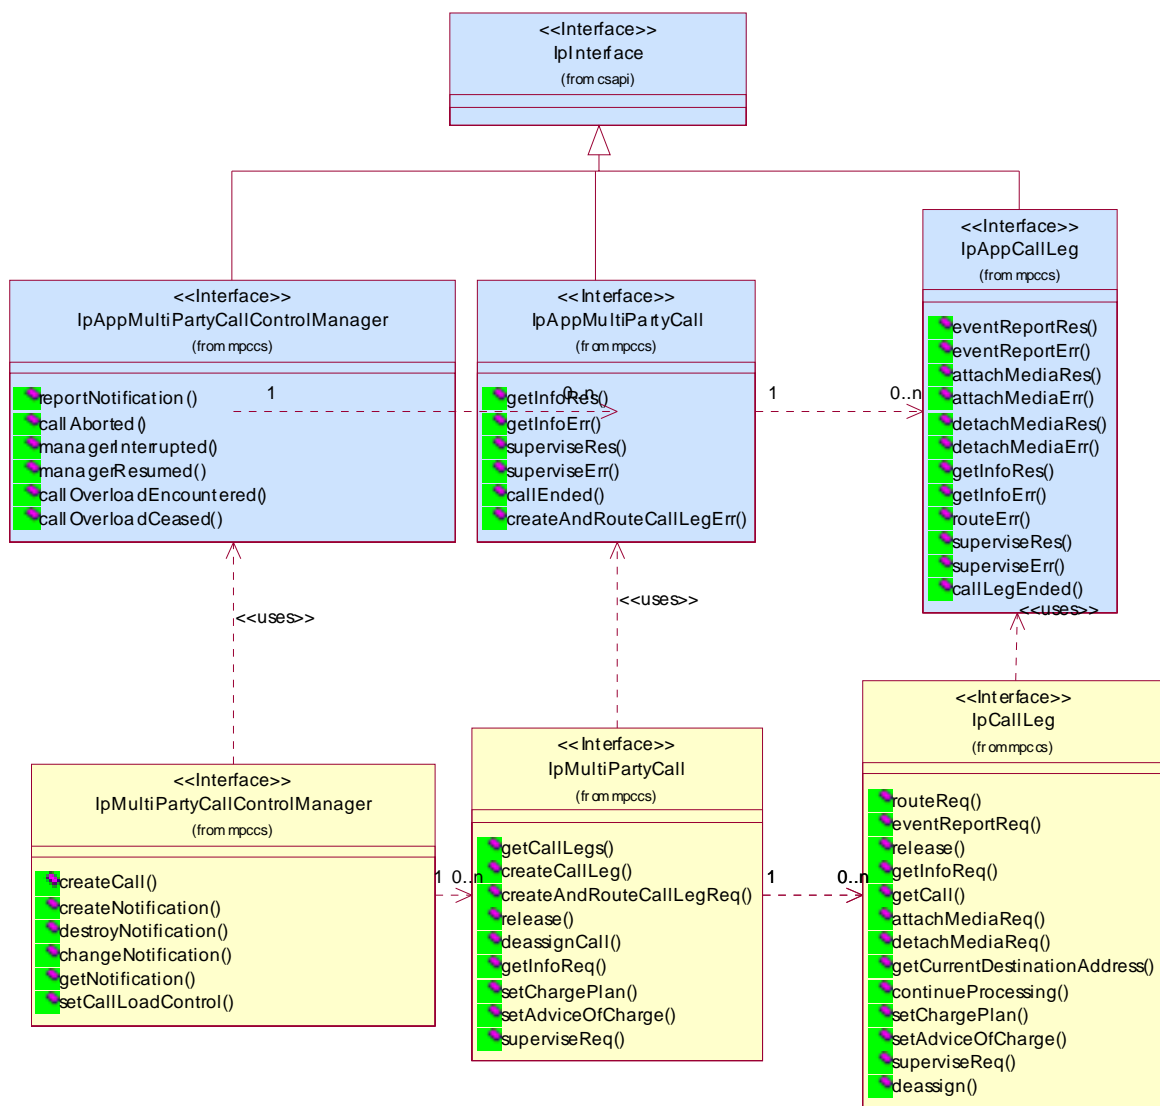 <<Interface>>
IpInterface
(from csapi)
<<Interface>>
IpAppCallLeg
(from mpccs)
eventReportRes()
eventReportErr()
attachMediaRes()
attachMediaErr()
detachMediaRes()
detachMediaErr()
getInfoRes()
getInfoErr()
routeErr()
superviseRes()
superviseErr()
callLegEnded()
<<Interface>>
IpAppMultiPartyCallControlManager
(from mpccs)
reportNotification()
callAborted()
managerInterrupted()
managerResumed()
callOverloadEncountered()
callOverloadCeased()
<<Interface>>
IpAppMultiPartyCall
(from mpccs)
getInfoRes()
getInfoErr()
superviseRes()
superviseErr()
callEnded()
createAndRouteCallLegErr()
1
0..n
1
0..n
<<uses>>
<<uses>>
<<uses>>
<<Interface>>
IpMultiPartyCallControlManager
(from mpccs)
createCall()
createNotification()
destroyNotification()
changeNotification()
getNotification()
setCallLoadControl()
1
0..n
<<Interface>>
IpMultiPartyCall
(from mpccs)
getCallLegs()
createCallLeg()
createAndRouteCallLegReq()
release()
deassignCall()
getInfoReq()
setChargePlan()
setAdviceOfCharge()
superviseReq()
1
0..n
<<Interface>>
IpCallLeg
(from mpccs)
routeReq()
eventReportReq()
release()
getInfoReq()
getCall()
attachMediaReq()
detachMediaReq()
getCurrentDestinationAddress()
continueProcessing()
setChargePlan()
setAdviceOfCharge()
superviseReq()
deassign()